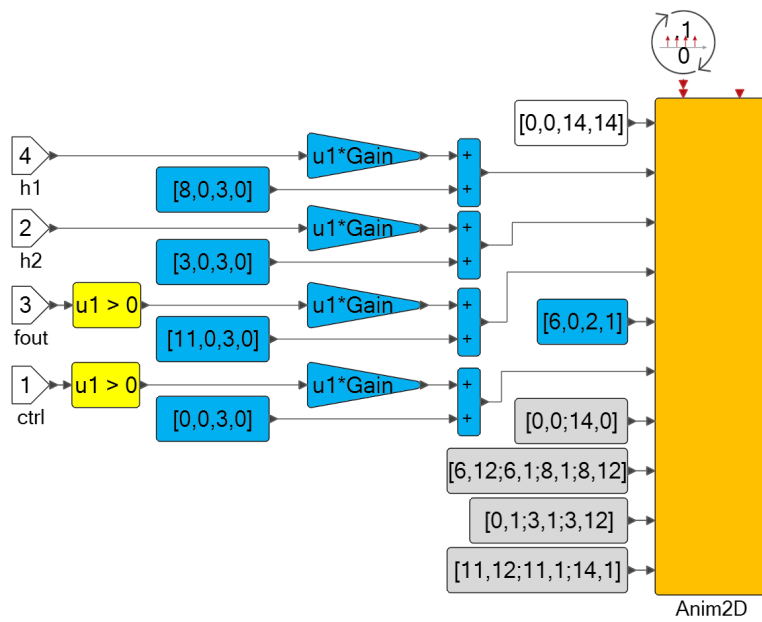 .1
0
[0,0,14,14]
4
h1
u1*Gain
+
+
[8,0,3,0]
2
h2
u1*Gain
+
+
[3,0,3,0]
3
fout
u1 > 0
u1*Gain
+
+
[11,0,3,0]
[6,0,2,1]
1
ctrl
u1 > 0
u1*Gain
+
+
[0,0,3,0]
[0,0;14,0]
[6,12;6,1;8,1;8,12]
[0,1;3,1;3,12]
[11,12;11,1;14,1]
Anim2D